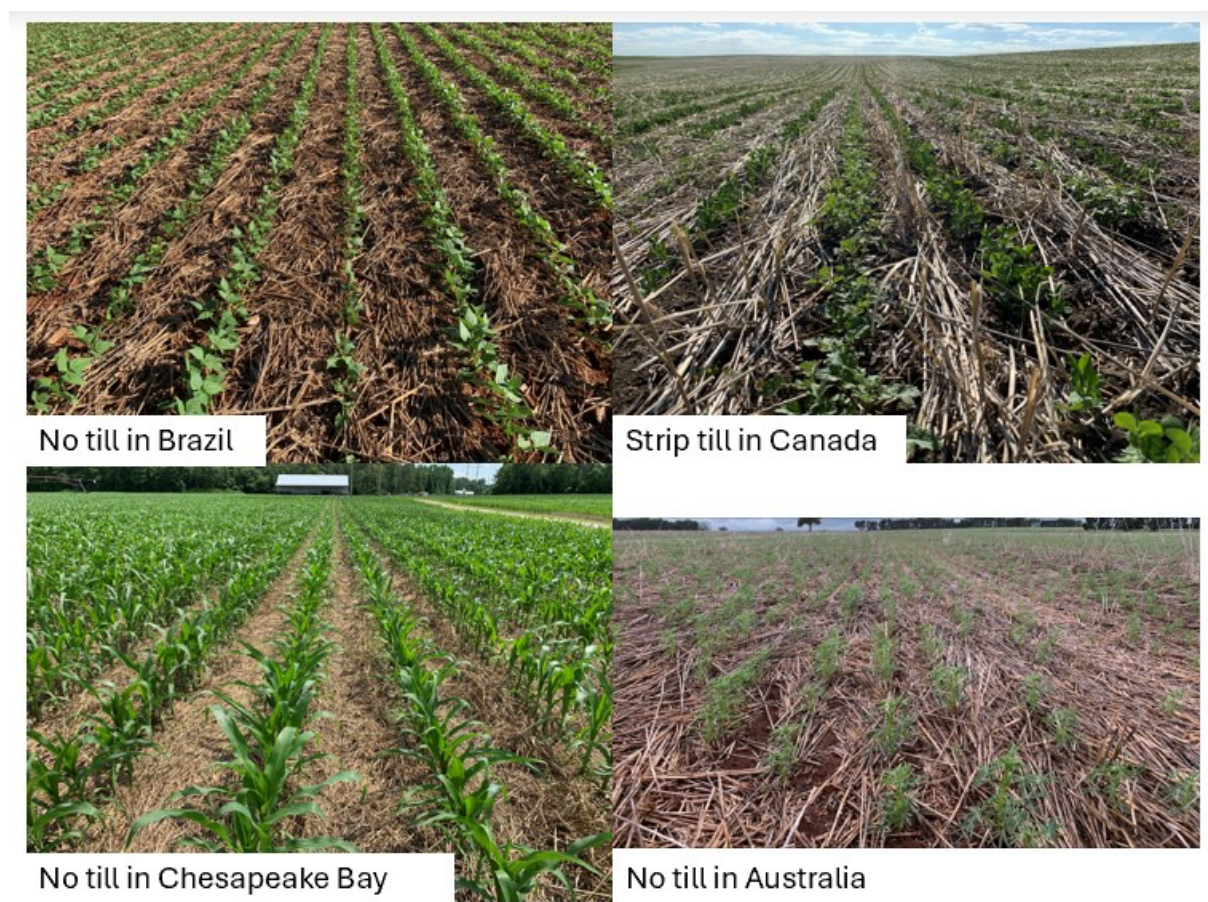 No till in Brazil
Strip till in Canada
No till in Chesapeake Bay
No till in Australia